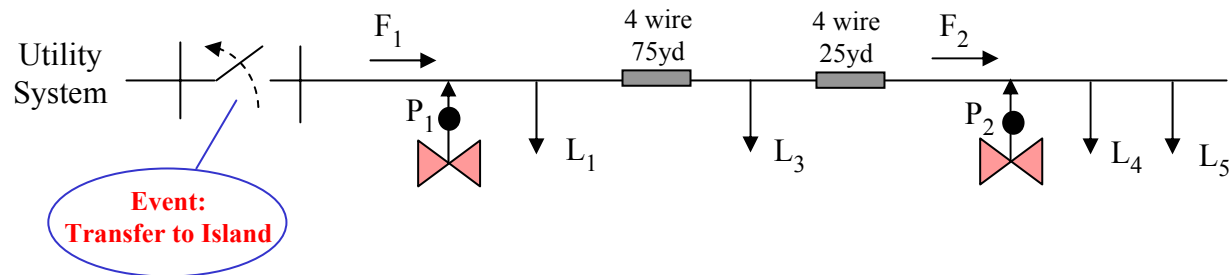 Utility
System
F1
4 wire
75yd
4 wire
25yd
F2
P1
P2
L1
L3
L4
L5
Event:
Transfer to Island